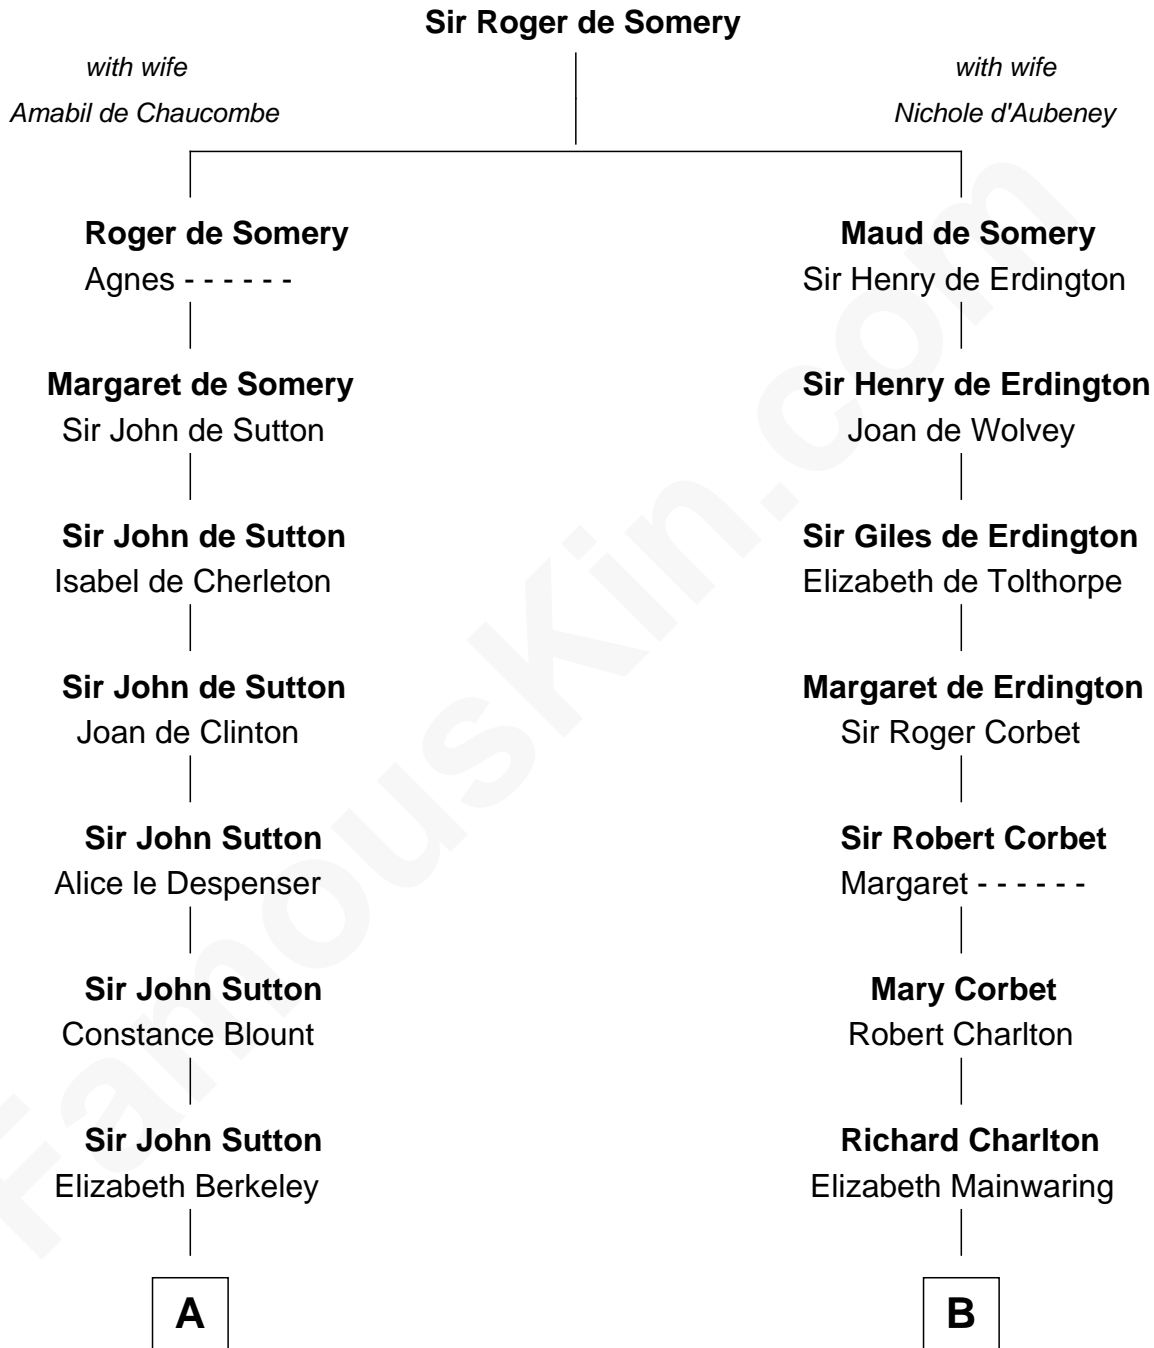 Sir Roger de Somery
with wife
Amabil de Chaucombe
with wife
Nichole d'Aubeney
Roger de Somery
Agnes - - - - - -
Maud de Somery
Sir Henry de Erdington
Margaret de Somery
Sir John de Sutton
Sir Henry de Erdington
Joan de Wolvey
Sir John de Sutton
Isabel de Cherleton
Sir Giles de Erdington
Elizabeth de Tolthorpe
Sir John de Sutton
Joan de Clinton
Margaret de Erdington
Sir Roger Corbet
Sir John Sutton
Alice le Despenser
Sir Robert Corbet
Margaret - - - - - -
Sir John Sutton
Constance Blount
Mary Corbet
Robert Charlton
Sir John Sutton
Elizabeth Berkeley
Richard Charlton
Elizabeth Mainwaring
A
B
FamousKin.com